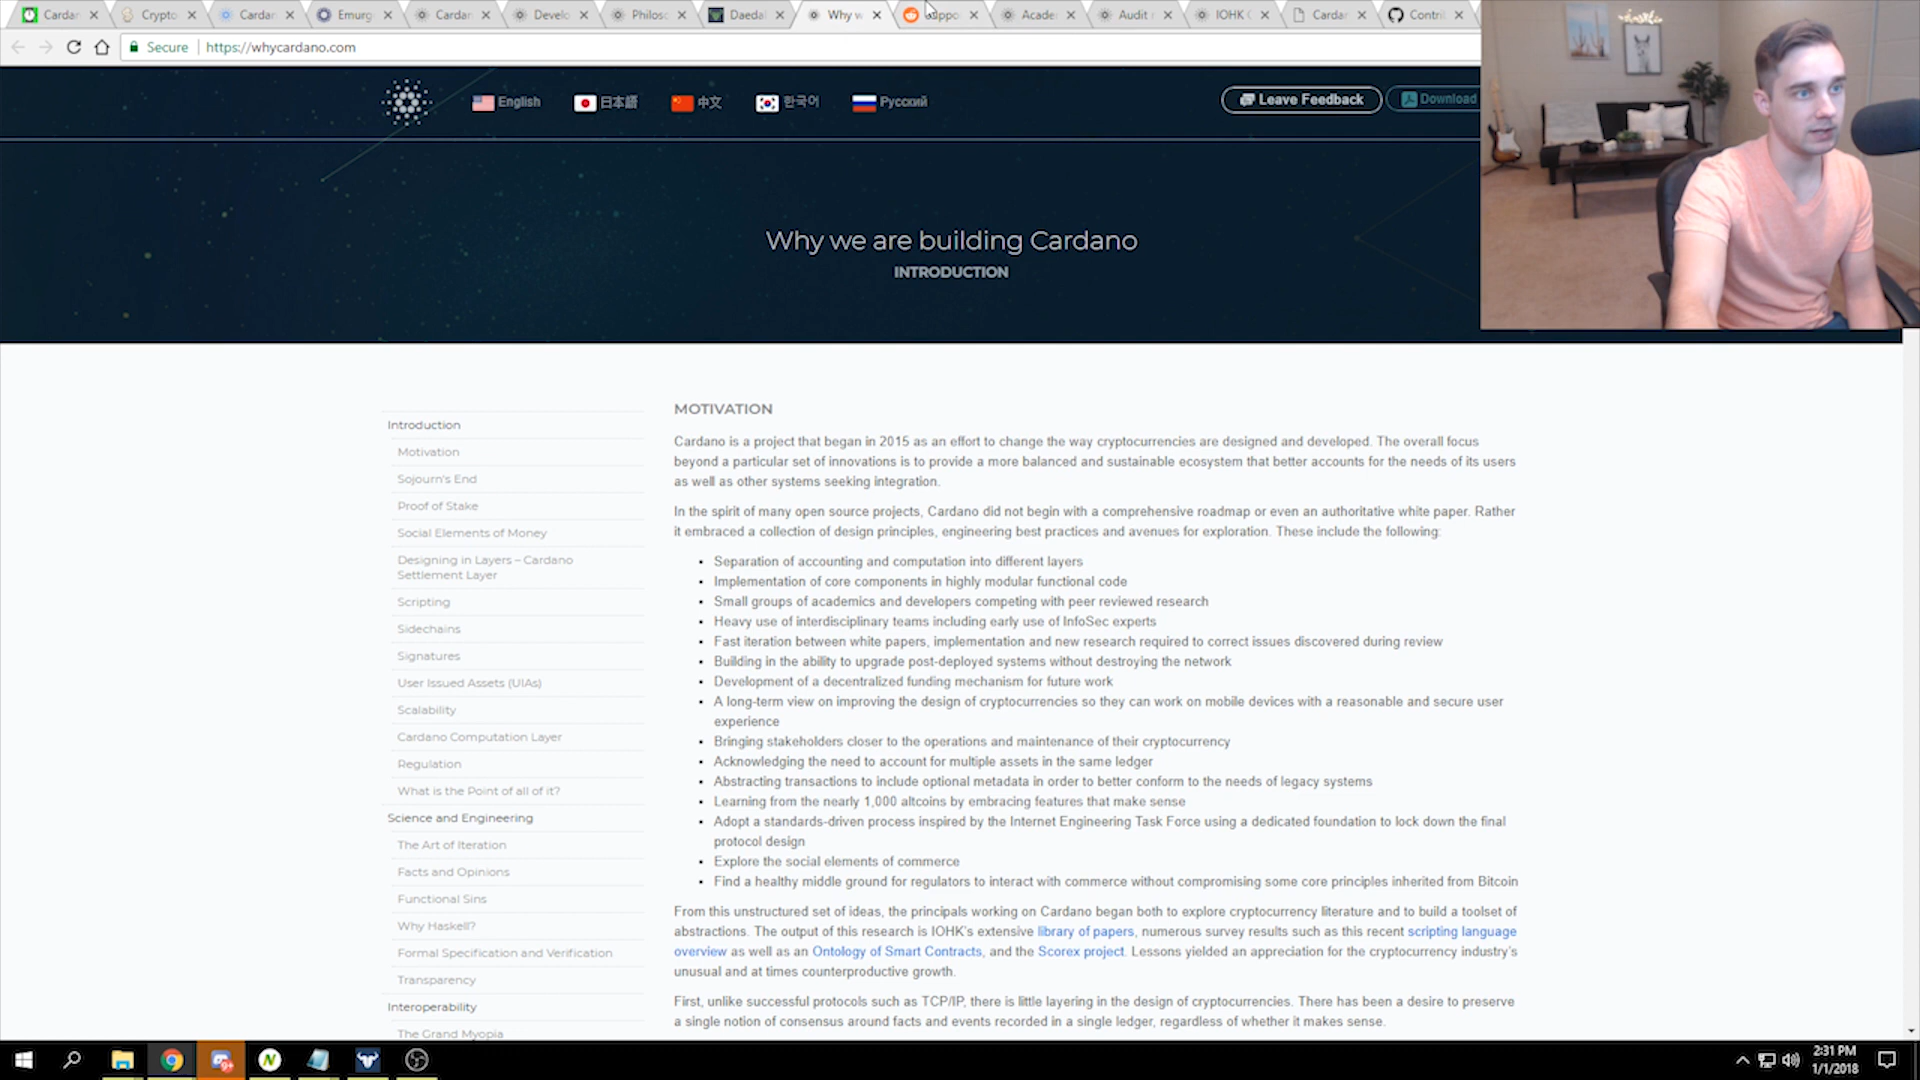 Cardar
Crypto
Cardar
Emurg
Cardar
Develo
Philos
Daedal
Why w
Acade
Audit
IOHK
Cardar
Contri
Secure
https://whycardano.com
English
日本語
中文
한국어
Русский
Leave Feedback
Download
Why we are building Cardano
INTRODUCTION
Introduction
Motivation
Sojourn's End
Proof of Stake
Social Elements of Money
Designing in Layers – Cardano
Settlement Layer
Scripting
Sidechains
Signatures
User Issued Assets (UIAs)
Scalability
Cardano Computation Layer
Regulation
What is the Point of all of it?
Science and Engineering
The Art of Iteration
Facts and Opinions
Functional Sins
Why Haskell?
Formal Specification and Verification
Transparency
Interoperability
The Grand Myopia
MOTIVATION
Cardano is a project that began in 2015 as an effort to change the way cryptocurrencies are designed and developed. The overall focus
beyond a particular set of innovations is to provide a more balanced and sustainable ecosystem that better accounts for the needs of its users
as well as other systems seeking integration.
In the spirit of many open source projects, Cardano did not begin with a comprehensive roadmap or even an authoritative white paper. Rather
it embraced a collection of design principles, engineering best practices and avenues for exploration. These include the following:
▪ Separation of accounting and computation into different layers
▪ Implementation of core components in highly modular functional code
▪ Small groups of academics and developers competing with peer reviewed research
▪ Heavy use of interdisciplinary teams including early use of InfoSec experts
▪ Fast iteration between white papers, implementation and new research required to correct issues discovered during review
▪ Building in the ability to upgrade post-deployed systems without destroying the network
▪ Development of a decentralized funding mechanism for future work
▪ A long-term view on improving the design of cryptocurrencies so they can work on mobile devices with a reasonable and secure user
experience
▪ Bringing stakeholders closer to the operations and maintenance of their cryptocurrency
▪ Acknowledging the need to account for multiple assets in the same ledger
▪ Abstracting transactions to include optional metadata in order to better conform to the needs of legacy systems
▪ Learning from the nearly 1,000 altcoins by embracing features that make sense
▪ Adopt a standards-driven process inspired by the Internet Engineering Task Force using a dedicated foundation to lock down the final
protocol design
▪ Explore the social elements of commerce
▪ Find a healthy middle ground for regulators to interact with commerce without compromising some core principles inherited from Bitcoin
From this unstructured set of ideas, the principals working on Cardano began both to explore cryptocurrency literature and to build a toolset of
abstractions. The output of this research is IOHK's extensive library of papers, numerous survey results such as this recent scripting language
overview as well as an Ontology of Smart Contracts, and the Scorex project. Lessons yielded an appreciation for the cryptocurrency industry's
unusual and at times counterproductive growth.
First, unlike successful protocols such as TCP/IP, there is little layering in the design of cryptocurrencies. There has been a desire to preserve
a single notion of consensus around facts and events recorded in a single ledger, regardless of whether it makes sense.
2:31 PM
1/1/2018